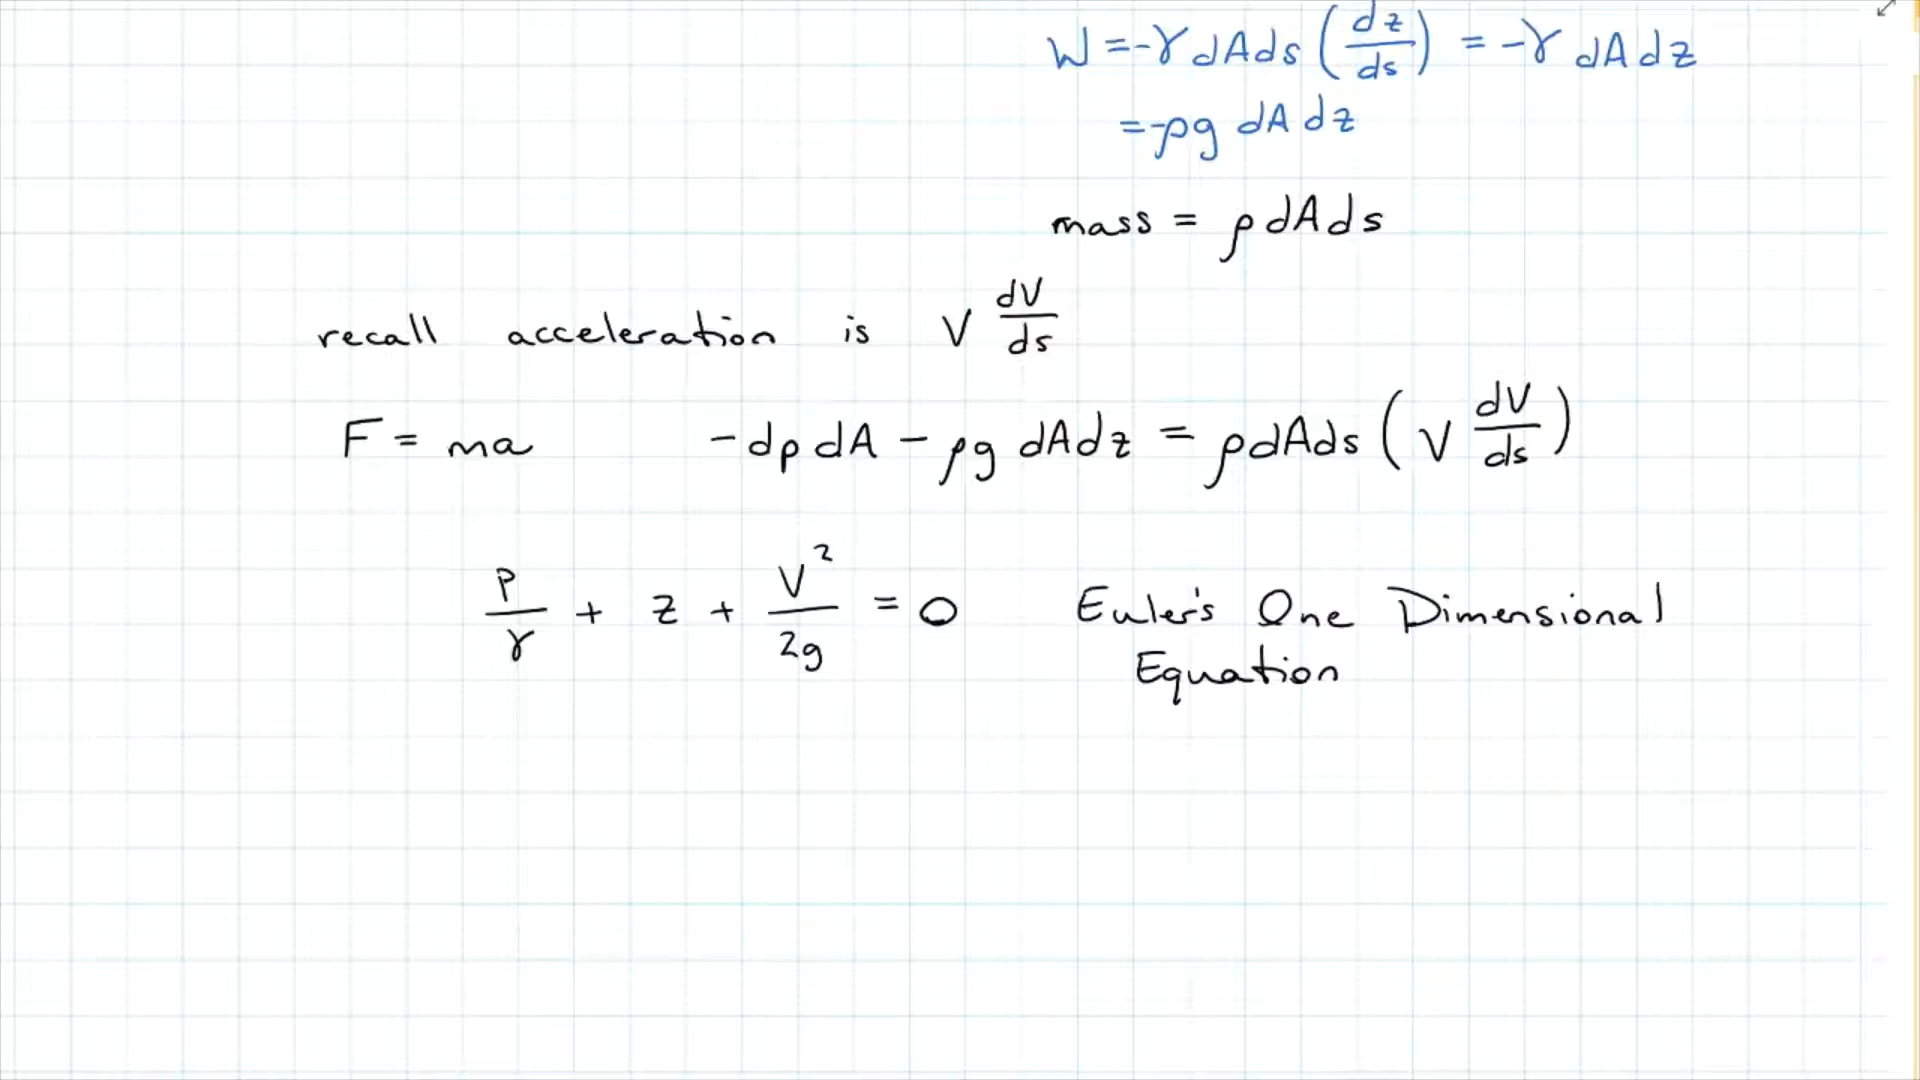 W = -γ dA ds (dz/ds) = -γ dA dz
= -ρg dA dz
mass = ρ dA ds
recall acceleration is V dV/ds
F = ma -dp dA - ρg dA dz = ρ dA ds (V dV/ds)
P/γ + z + V²/2g = 0 Euler's One Dimensional
Equation